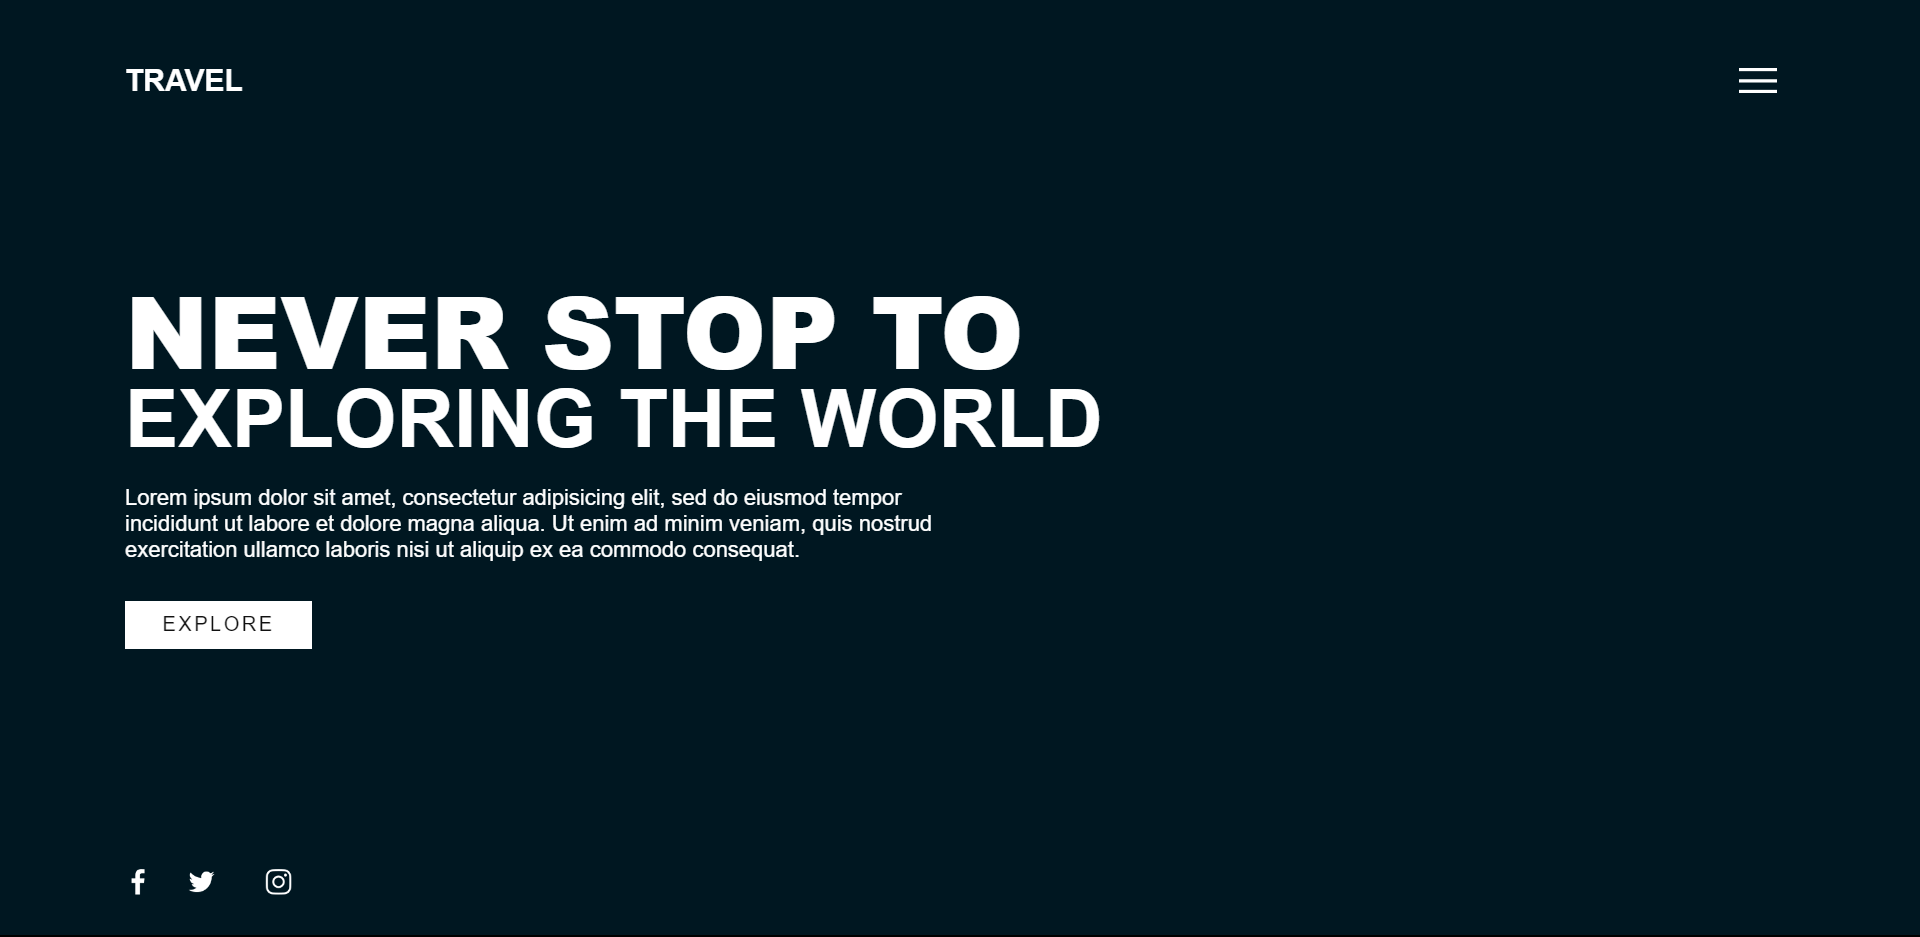 TRAVEL
NEVER STOP TO
EXPLORING THE WORLD
Lorem ipsum dolor sit amet, consectetur adipisicing elit, sed do eiusmod tempor
incididunt ut labore et dolore magna aliqua. Ut enim ad minim veniam, quis nostrud
exercitation ullamco laboris nisi ut aliquip ex ea commodo consequat.
EXPLORE